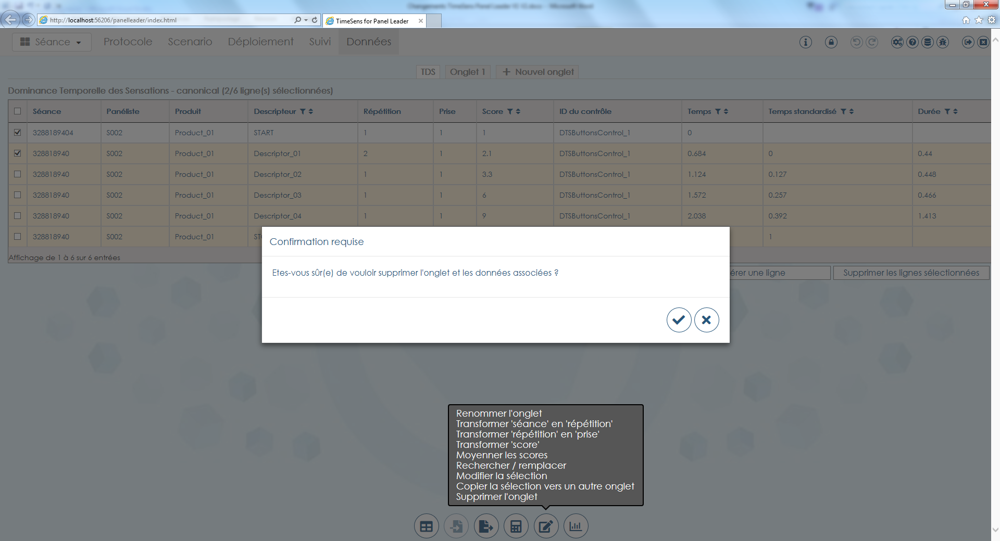 Changements TimeSens Panel Leader V2 V2.docx - Microsoft Word
http://localhost:56206/panelleader/index.html
TimeSens for Panel Leader
Séance
Protocole
Scenario
Déploiement
Suivi
Données
TDS
Onglet 1
+ Nouvel onglet
Dominance Temporelle des Sensations - canonical (2/6 ligne(s) sélectionnées)
Séance Panéliste Produit Descripteur Répétition Prise Score ID du contrôle Temps Temps standardisé Durée
3288189404 S002 Product_01 START 1 1 1 DTSButtonsControl_1 0
328818940 S002 Product_01 Descriptor_01 2 1 2.1 DTSButtonsControl_1 0.684 0 0.44
328818940 S002 Product_01 Descriptor_02 1 1 3.3 DTSButtonsControl_1 1.124 0.127 0.448
328818940 S002 Product_01 Descriptor_03 1 1 6 DTSButtonsControl_1 1.572 0.257 0.466
328818940 S002 Product_01 Descriptor_04 1 1 9 DTSButtonsControl_1 2.038 0.392 1.413
328818940 S002 Product_01 ST 1
Affichage de 1 à 6 sur 6 entrées
érer une ligne
Supprimer les lignes sélectionnées
Confirmation requise
Etes-vous sûr(e) de vouloir supprimer l'onglet et les données associées ?
Renommer l'onglet
Transformer 'séance' en 'répétition'
Transformer 'répétition' en 'prise'
Transformer 'score'
Moyenner les scores
Rechercher / remplacer
Modifier la sélection
Copier la sélection vers un autre onglet
Supprimer l'onglet